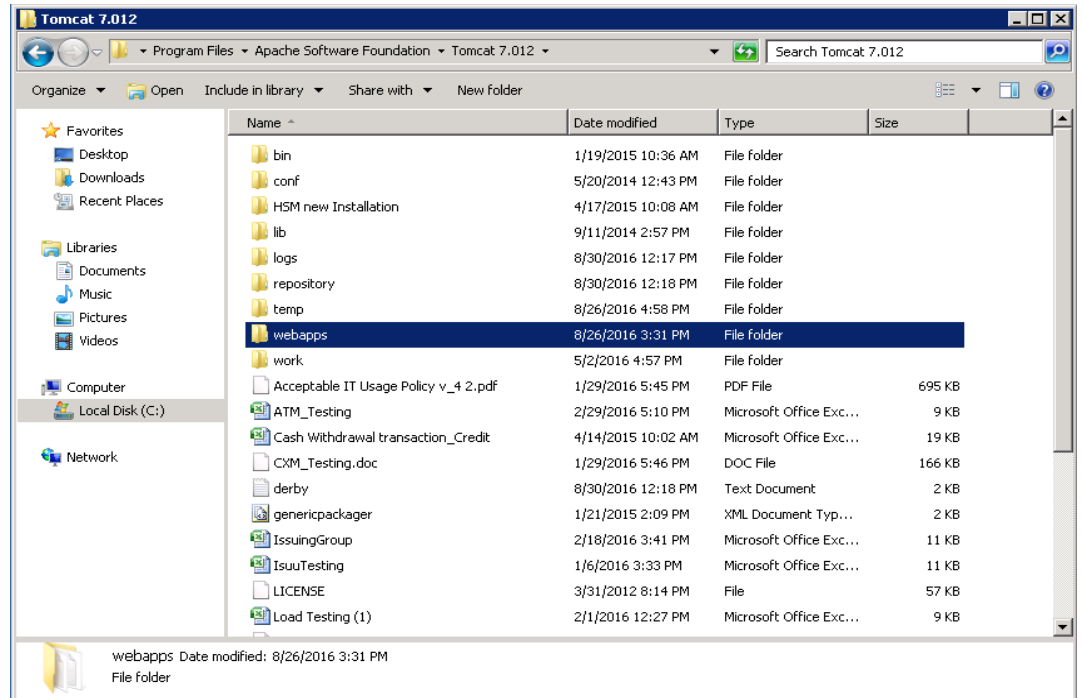 Tomcat 7.012
Program Files Apache Software Foundation Tomcat 7.012
Search Tomcat 7.012
Organize Open Include in library Share with New folder
Favorites
Desktop
Downloads
Recent Places
Libraries
Documents
Music
Pictures
Videos
Computer
Local Disk (C:)
Network
Name Date modified Type Size
bin 1/19/2015 10:36 AM File folder
conf 5/20/2014 12:43 PM File folder
HSM new Installation 4/17/2015 10:08 AM File folder
lib 9/11/2014 2:57 PM File folder
logs 8/30/2016 12:17 PM File folder
repository 8/30/2016 12:18 PM File folder
temp 8/26/2016 4:58 PM File folder
webapps 8/26/2016 3:31 PM File folder
work 5/2/2016 4:57 PM File folder
Acceptable IT Usage Policy v_4 2.pdf 1/29/2016 5:45 PM PDF File 695 KB
ATM_Testing 2/29/2016 5:10 PM Microsoft Office Exc... 9 KB
Cash Withdrawal transaction_Credit 4/14/2015 10:02 AM Microsoft Office Exc... 19 KB
CXM_Testing.doc 1/29/2016 5:46 PM DOC File 166 KB
derby 8/30/2016 12:18 PM Text Document 2 KB
genericpackager 1/21/2015 2:09 PM XML Document Typ... 2 KB
IssuingGroup 2/18/2016 3:41 PM Microsoft Office Exc... 11 KB
IsuuTesting 1/6/2016 3:33 PM Microsoft Office Exc... 11 KB
LICENSE 3/31/2012 8:14 PM File 57 KB
Load Testing (1) 2/1/2016 12:27 PM Microsoft Office Exc... 9 KB
webapps Date modified: 8/26/2016 3:31 PM
File folder